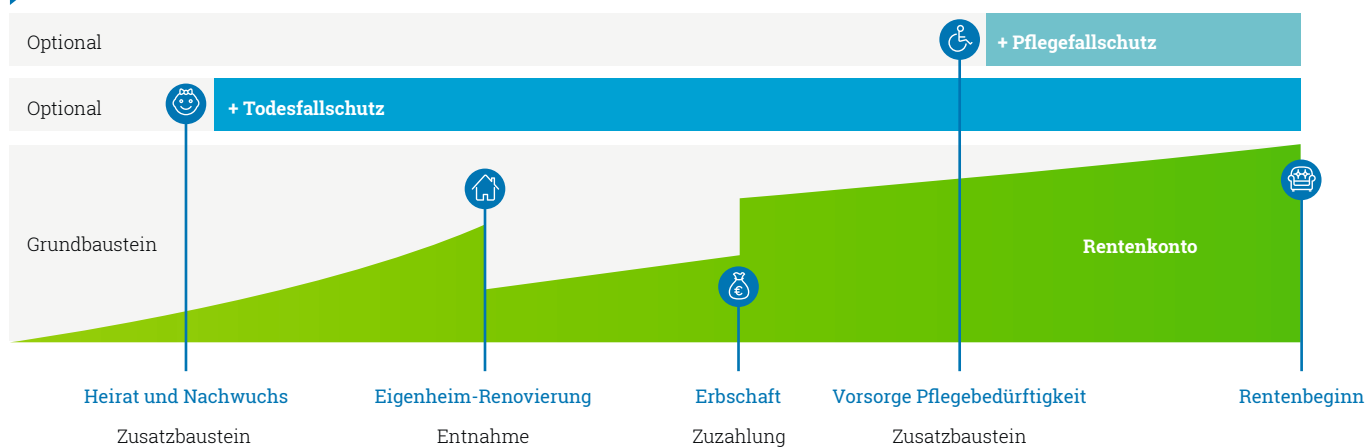 Optional
+ Pflegefallschutz
Optional
+ Todesfallschutz
Grundbaustein
€
Rentenkonto
Heirat und Nachwuchs
Eigenheim-Renovierung
Erbschaft
Vorsorge Pflegebedürftigkeit
Rentenbeginn
Zusatzbaustein
Entnahme
Zuzahlung
Zusatzbaustein